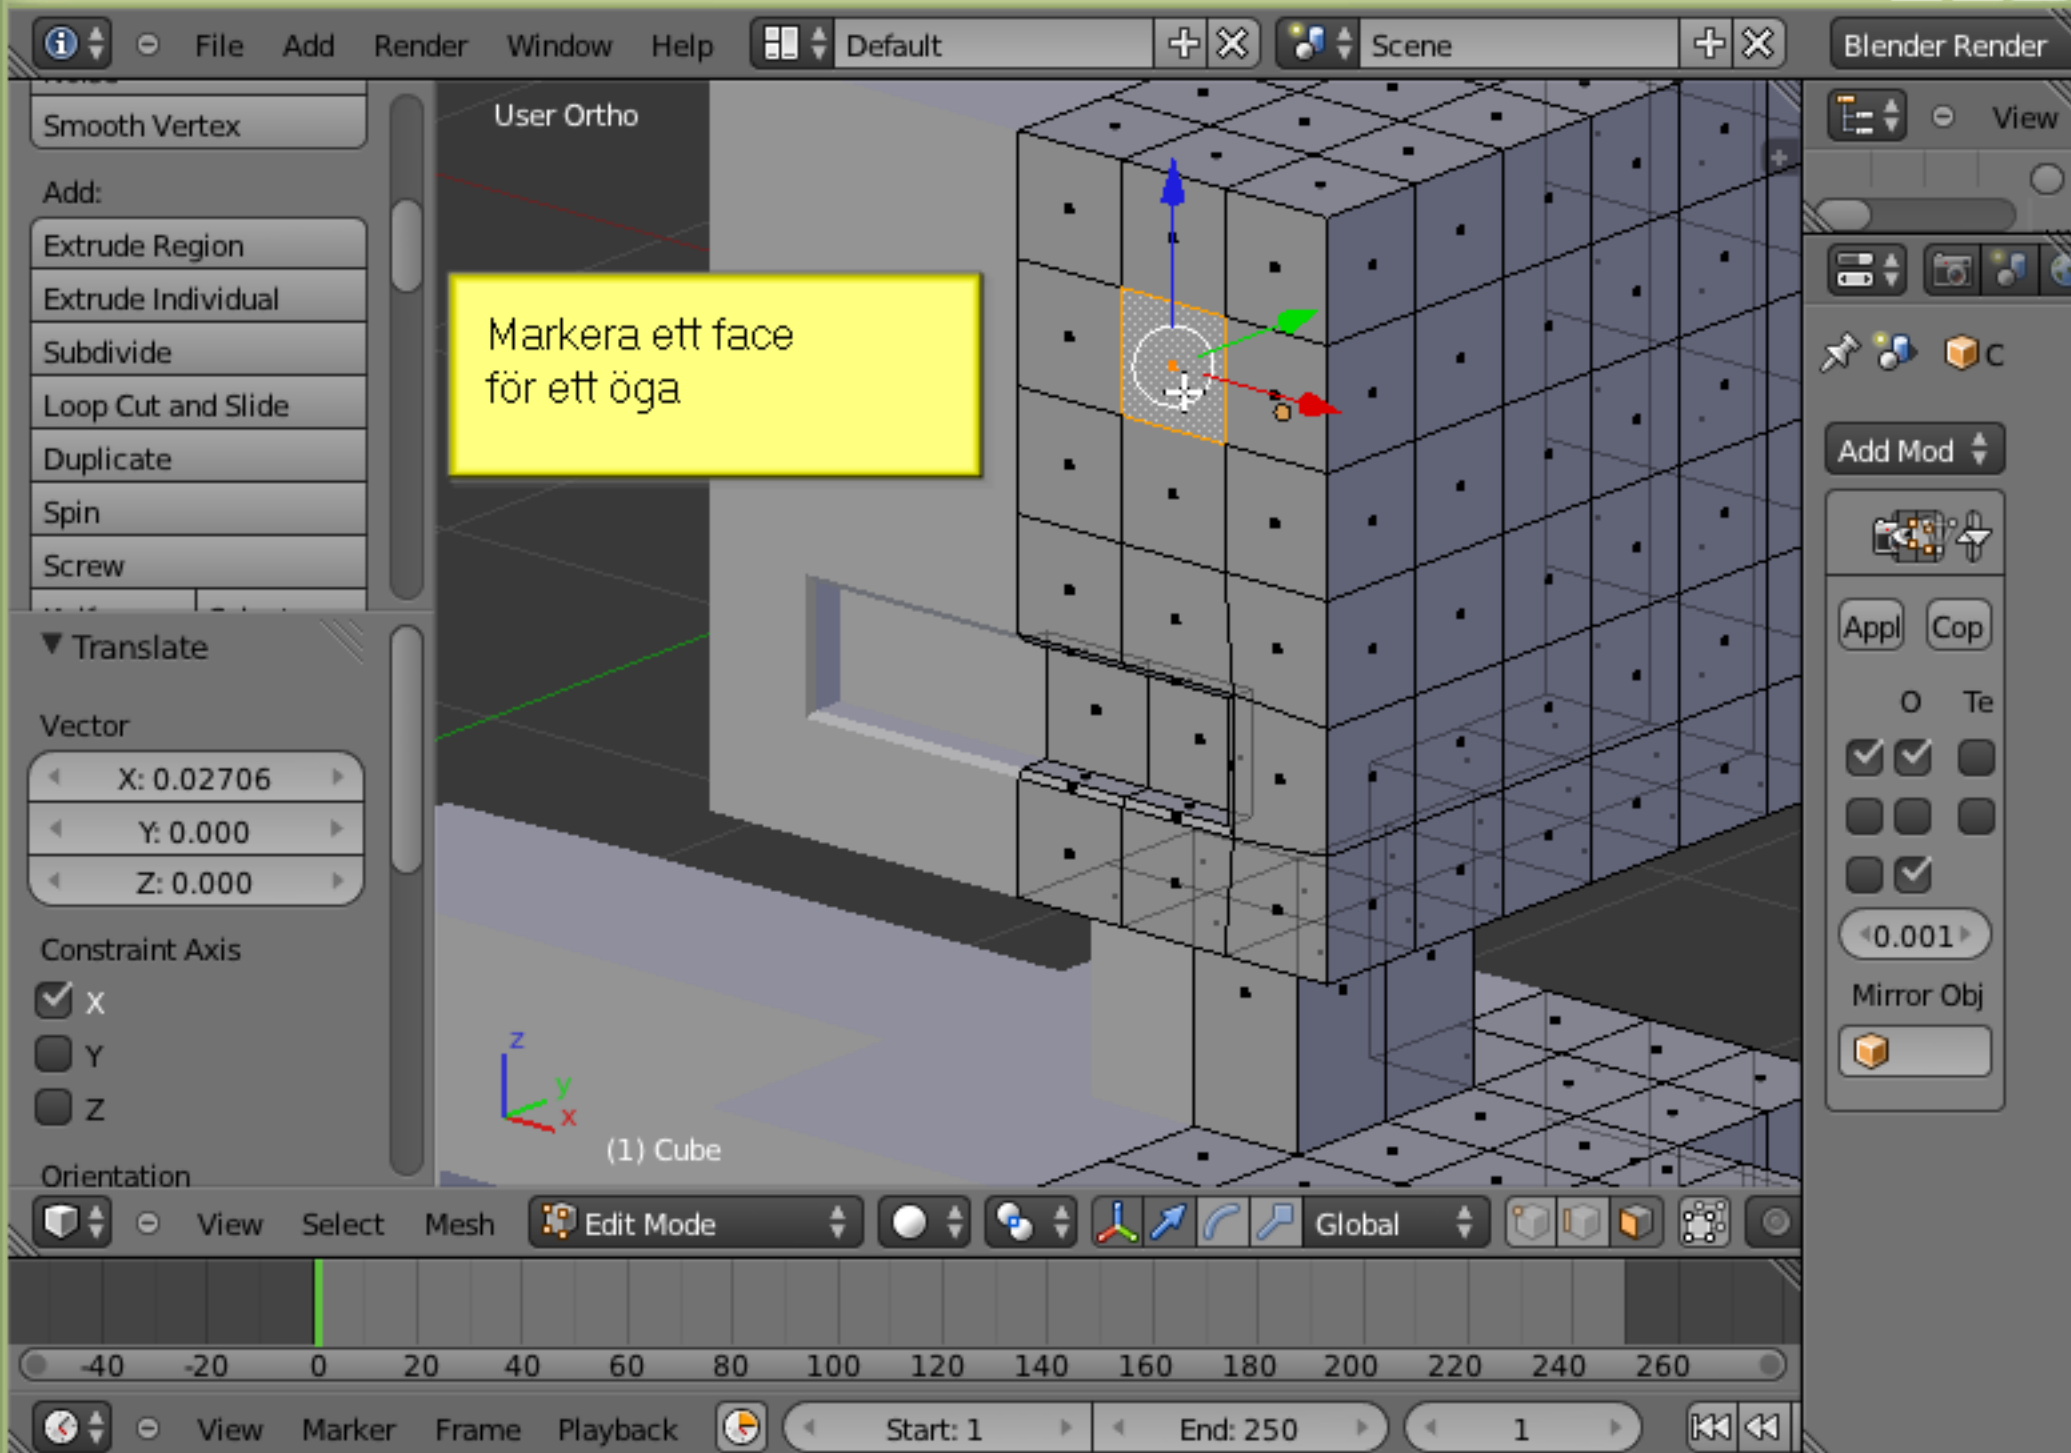 File Add Render Window Help Default Scene Blender Render
Smooth Vertex
Add:
Extrude Region
Extrude Individual
Subdivide
Loop Cut and Slide
Duplicate
Spin
Screw
Translate
Vector
X: 0.02706
Y: 0.000
Z: 0.000
Constraint Axis
X
Y
Z
Orientation
User Ortho
Markera ett face
för ett öga
z
y
x
(1) Cube
View
C
Add Mod
Appl Cop
O Te
0.001
Mirror Obj
View Select Mesh Edit Mode Global
-40 -20 0 20 40 60 80 100 120 140 160 180 200 220 240 260
View Marker Frame Playback Start: 1 End: 250 1